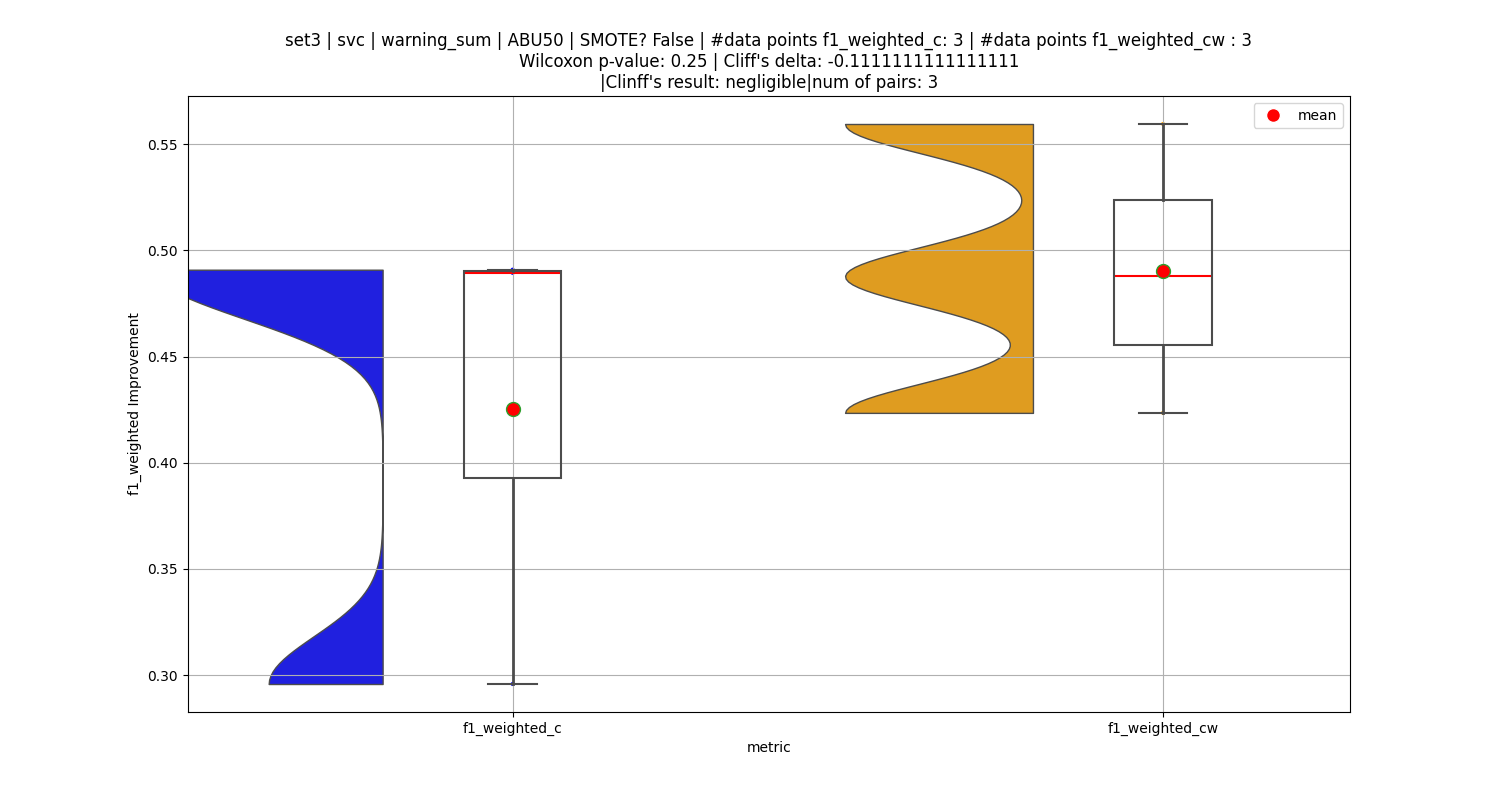 set3 | svc | warning_sum | ABU50 | SMOTE? False | #data points f1_weighted_c: 3 | #data points f1_weighted_cw : 3
Wilcoxon p-value: 0.25 | Cliff's delta: -0.1111111111111111
|Clinff's result: negligible|num of pairs: 3
mean
0.55
0.50
0.45
0.40
0.35
0.30
f1_weighted Improvement
f1_weighted_c
f1_weighted_cw
metric